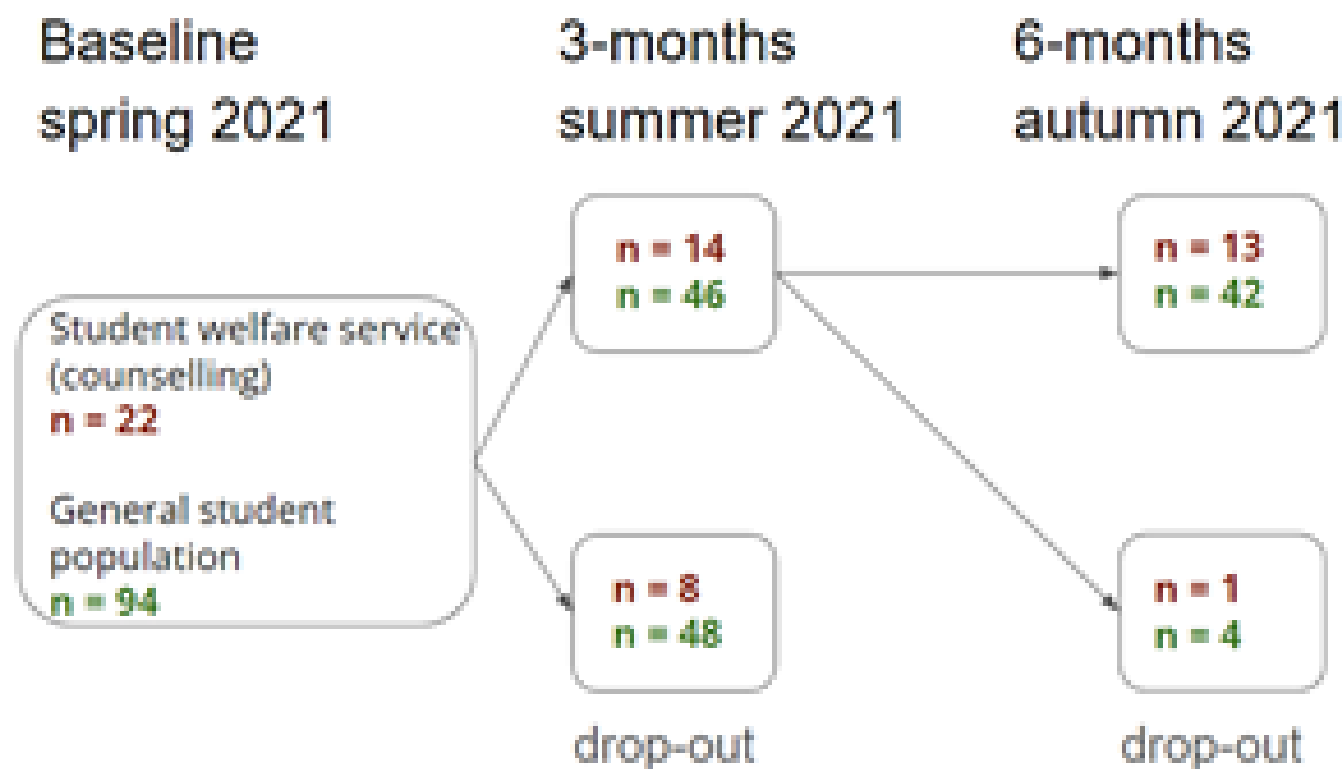 Baseline
spring 2021
3-months
summer 2021
6-months
autumn 2021
Student welfare service
(counselling)
n = 22
General student
population
n = 94
n = 14
n = 46
n = 8
n = 48
drop-out
n = 13
n = 42
n = 1
n = 4
drop-out